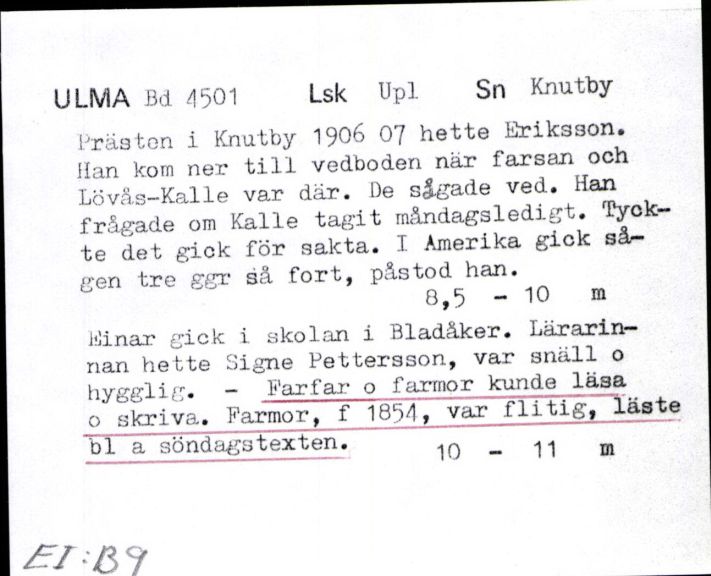 ULMA Bd 4501 Lsk Upl Sn Knutby
Prästen i Knutby 1906 07 hette Eriksson.
Han kom ner till vedboden när farsan och
Lövås-Kalle var där. De sågade ved. Han
frågade om Kalle tagit måndagsledigt. Tyck-
te det gick för sakta. I Amerika gick så-
gen tre ggr så fort, påstod han.
8,5 - 10 m
Einar gick i skolan i Bladåker. Lärarin-
nan hette Signe Pettersson, var snäll o
hygglig. - Farfar o farmor kunde läsa
o skriva. Farmor, f 1854, var flitig, läste
bl a söndagstexten.
10 - 11 m
EI:B9